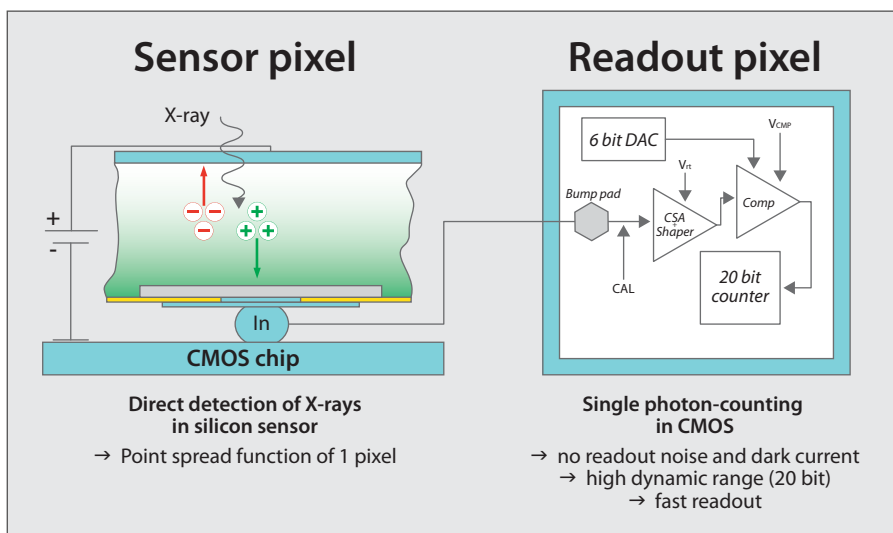 Sensor pixel
X-ray
+
-
− −
−
+
+ +
In
CMOS chip
Direct detection of X-rays
in silicon sensor
→ Point spread function of 1 pixel
Readout pixel
6 bit DAC
VCMP
Vrt
Bump pad
CSA
+
Shaper
Comp
CAL
20 bit
counter
Single photon-counting
in CMOS
→ no readout noise and dark current
→ high dynamic range (20 bit)
→ fast readout